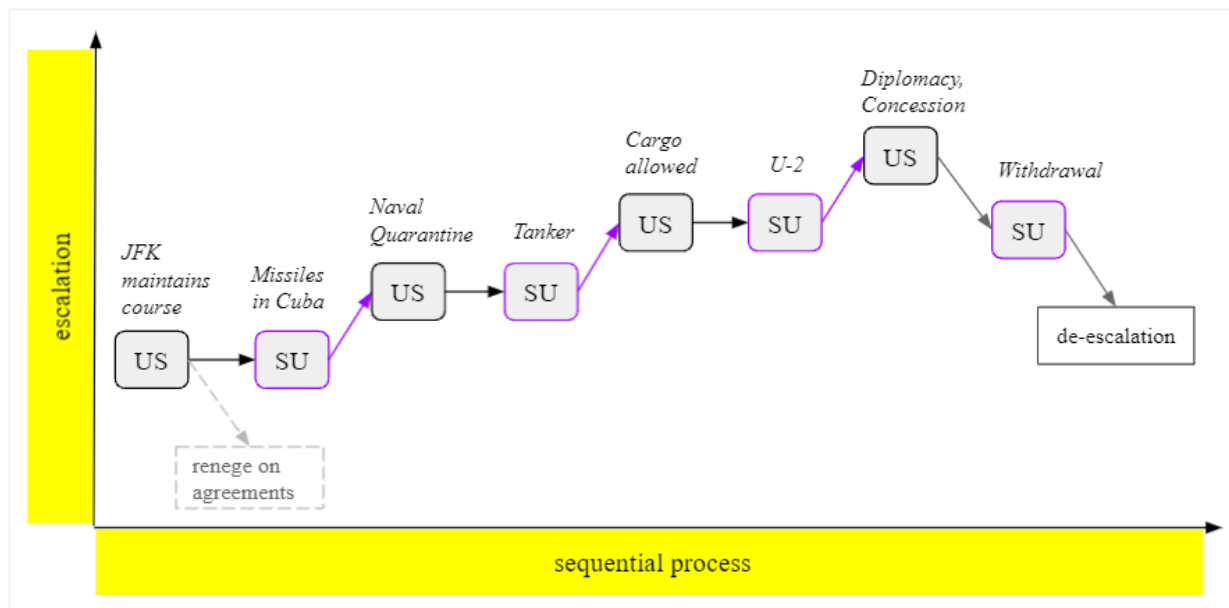 escalation
JFK
maintains
course
US
Missiles
in Cuba
SU
Naval
Quarantine
US
Tanker
SU
Cargo
allowed
US
U-2
SU
Diplomacy,
Concession
US
Withdrawal
SU
de-escalation
renege on
agreements
sequential process